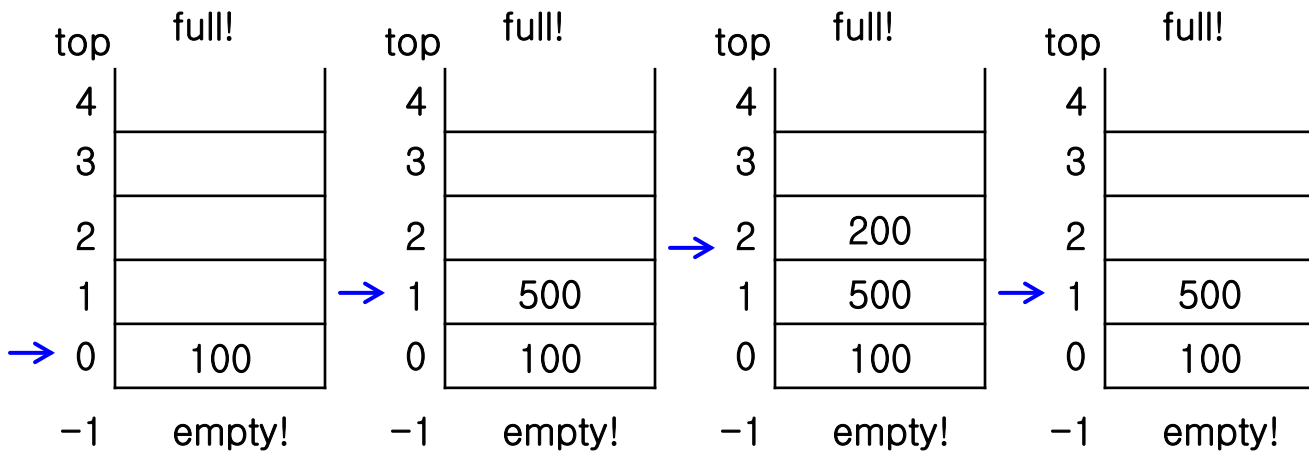 full! full! full! full!
top top top top
4 4 4 4
3 3 3 3
2 2 2 200 2
1 1 500 1 500 1 500
0 100 0 100 0 100 0 100
-1 empty! -1 empty! -1 empty! -1 empty!